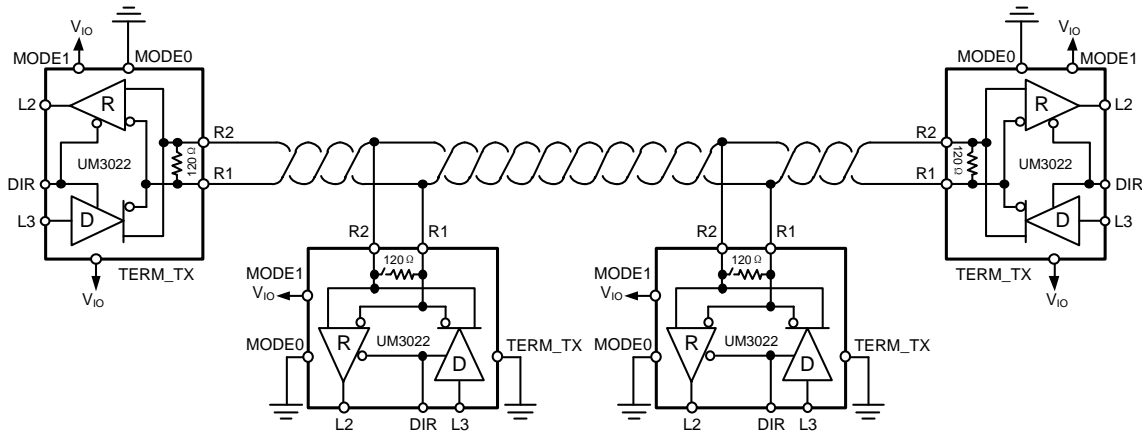 VIO
MODE1
MODE0
L2
R
UM3022
120 Ω
DIR
L3
D
TERM_TX
VIO
R2
R1
MODE0
VIO
MODE1
R2
R1
120 Ω
R
UM3022
L2
DIR
D
L3
TERM_TX
VIO
R2
R1
MODE1
VIO
120 Ω
MODE0
R
UM3022
D
TERM_TX
L2
DIR
L3
R2
R1
MODE1
VIO
120 Ω
MODE0
R
UM3022
D
TERM_TX
L2
DIR
L3